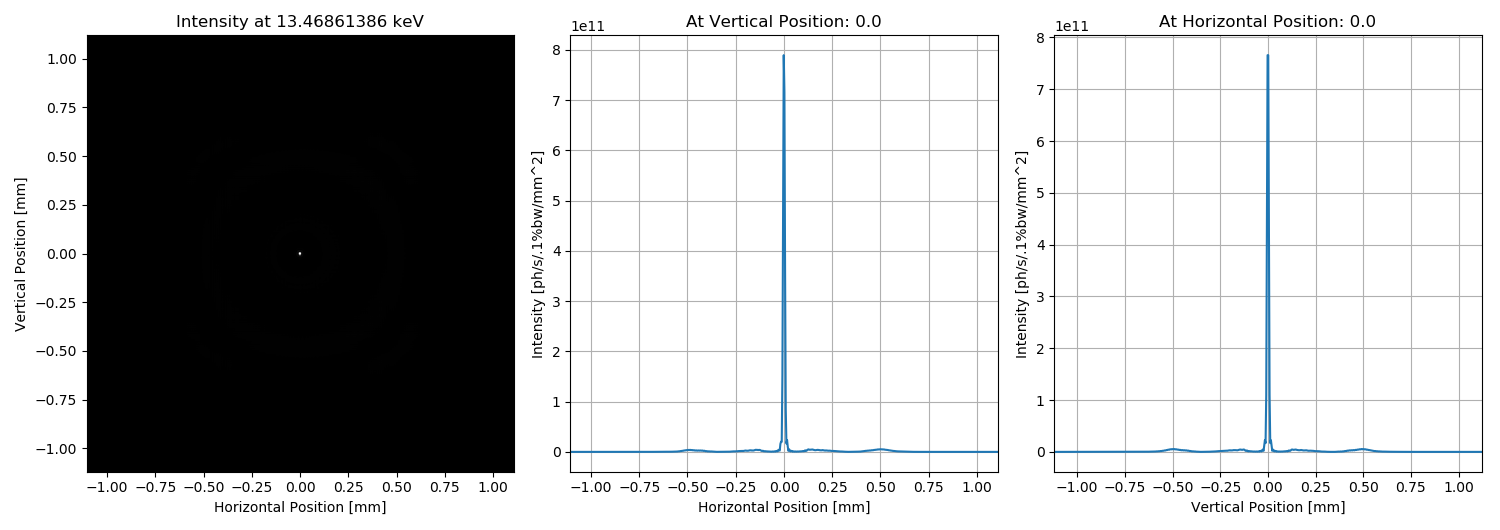 Intensity at 13.46861386 keV
1.00
0.75
0.50
0.25
0.00
−0.25
−0.50
−0.75
−1.00
Vertical Position [mm]
−1.00 −0.75 −0.50 −0.25 0.00 0.25 0.50 0.75 1.00
Horizontal Position [mm]
At Vertical Position: 0.0
1e11
8
7
6
5
4
3
2
1
0
Intensity [ph/s/.1%bw/mm^2]
−1.00 −0.75 −0.50 −0.25 0.00 0.25 0.50 0.75 1.00
Horizontal Position [mm]
At Horizontal Position: 0.0
1e11
8
7
6
5
4
3
2
1
0
Intensity [ph/s/.1%bw/mm^2]
−1.00 −0.75 −0.50 −0.25 0.00 0.25 0.50 0.75 1.00
Vertical Position [mm]